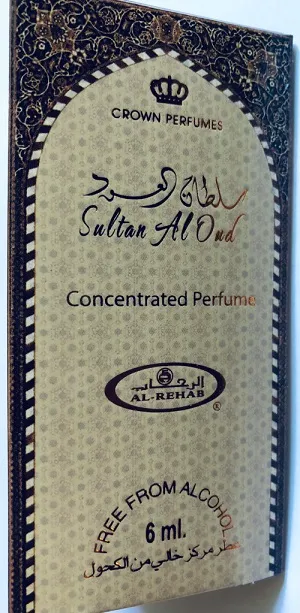 CROWN PERFUMES
سلطان العود
Sultan Al Oud
Concentrated Perfume
الرحاب
AL-REHAB
®
FREE FROM ALCOHOL
6 ml.
عطر مركز خالي من الكحول